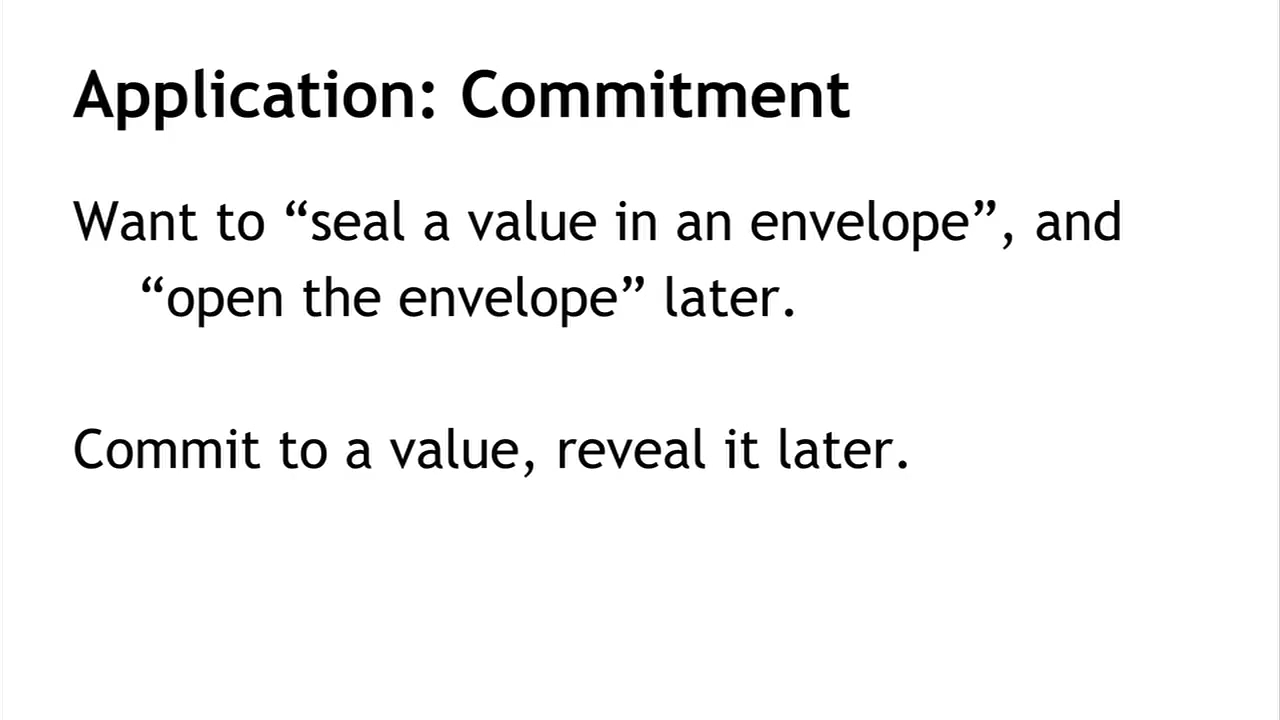 Application: Commitment
Want to “seal a value in an envelope”, and
“open the envelope” later.
Commit to a value, reveal it later.